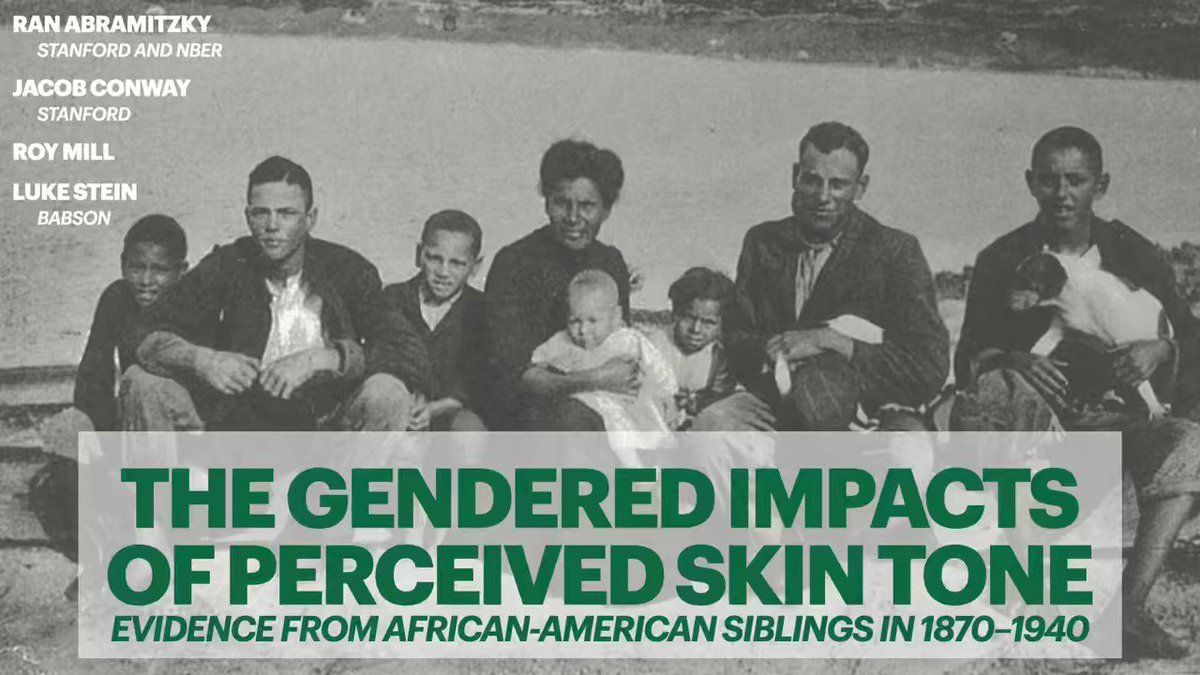 RAN ABRAMITZKY
STANFORD AND NBER
JACOB CONWAY
STANFORD
ROY MILL
LUKE STEIN
BABSON
THE GENDERED IMPACTS
OF PERCEIVED SKIN TONE
EVIDENCE FROM AFRICAN-AMERICAN SIBLINGS IN 1870–1940